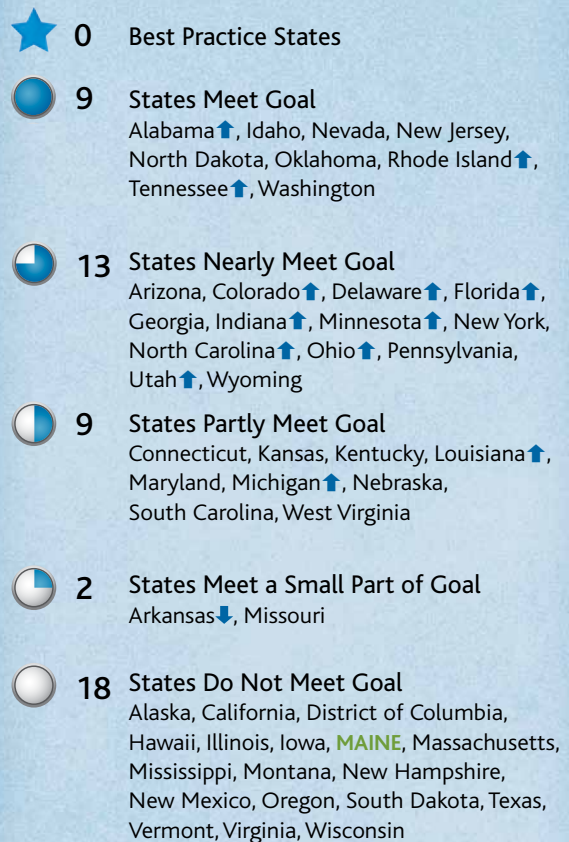 0 Best Practice States
9 States Meet Goal
Alabama⬆, Idaho, Nevada, New Jersey,
North Dakota, Oklahoma, Rhode Island⬆,
Tennessee⬆, Washington
13 States Nearly Meet Goal
Arizona, Colorado⬆, Delaware⬆, Florida⬆,
Georgia, Indiana⬆, Minnesota⬆, New York,
North Carolina⬆, Ohio⬆, Pennsylvania,
Utah⬆, Wyoming
9 States Partly Meet Goal
Connecticut, Kansas, Kentucky, Louisiana⬆,
Maryland, Michigan⬆, Nebraska,
South Carolina, West Virginia
2 States Meet a Small Part of Goal
Arkansas⬇, Missouri
18 States Do Not Meet Goal
Alaska, California, District of Columbia,
Hawaii, Illinois, Iowa, MAINE, Massachusetts,
Mississippi, Montana, New Hampshire,
New Mexico, Oregon, South Dakota, Texas,
Vermont, Virginia, Wisconsin